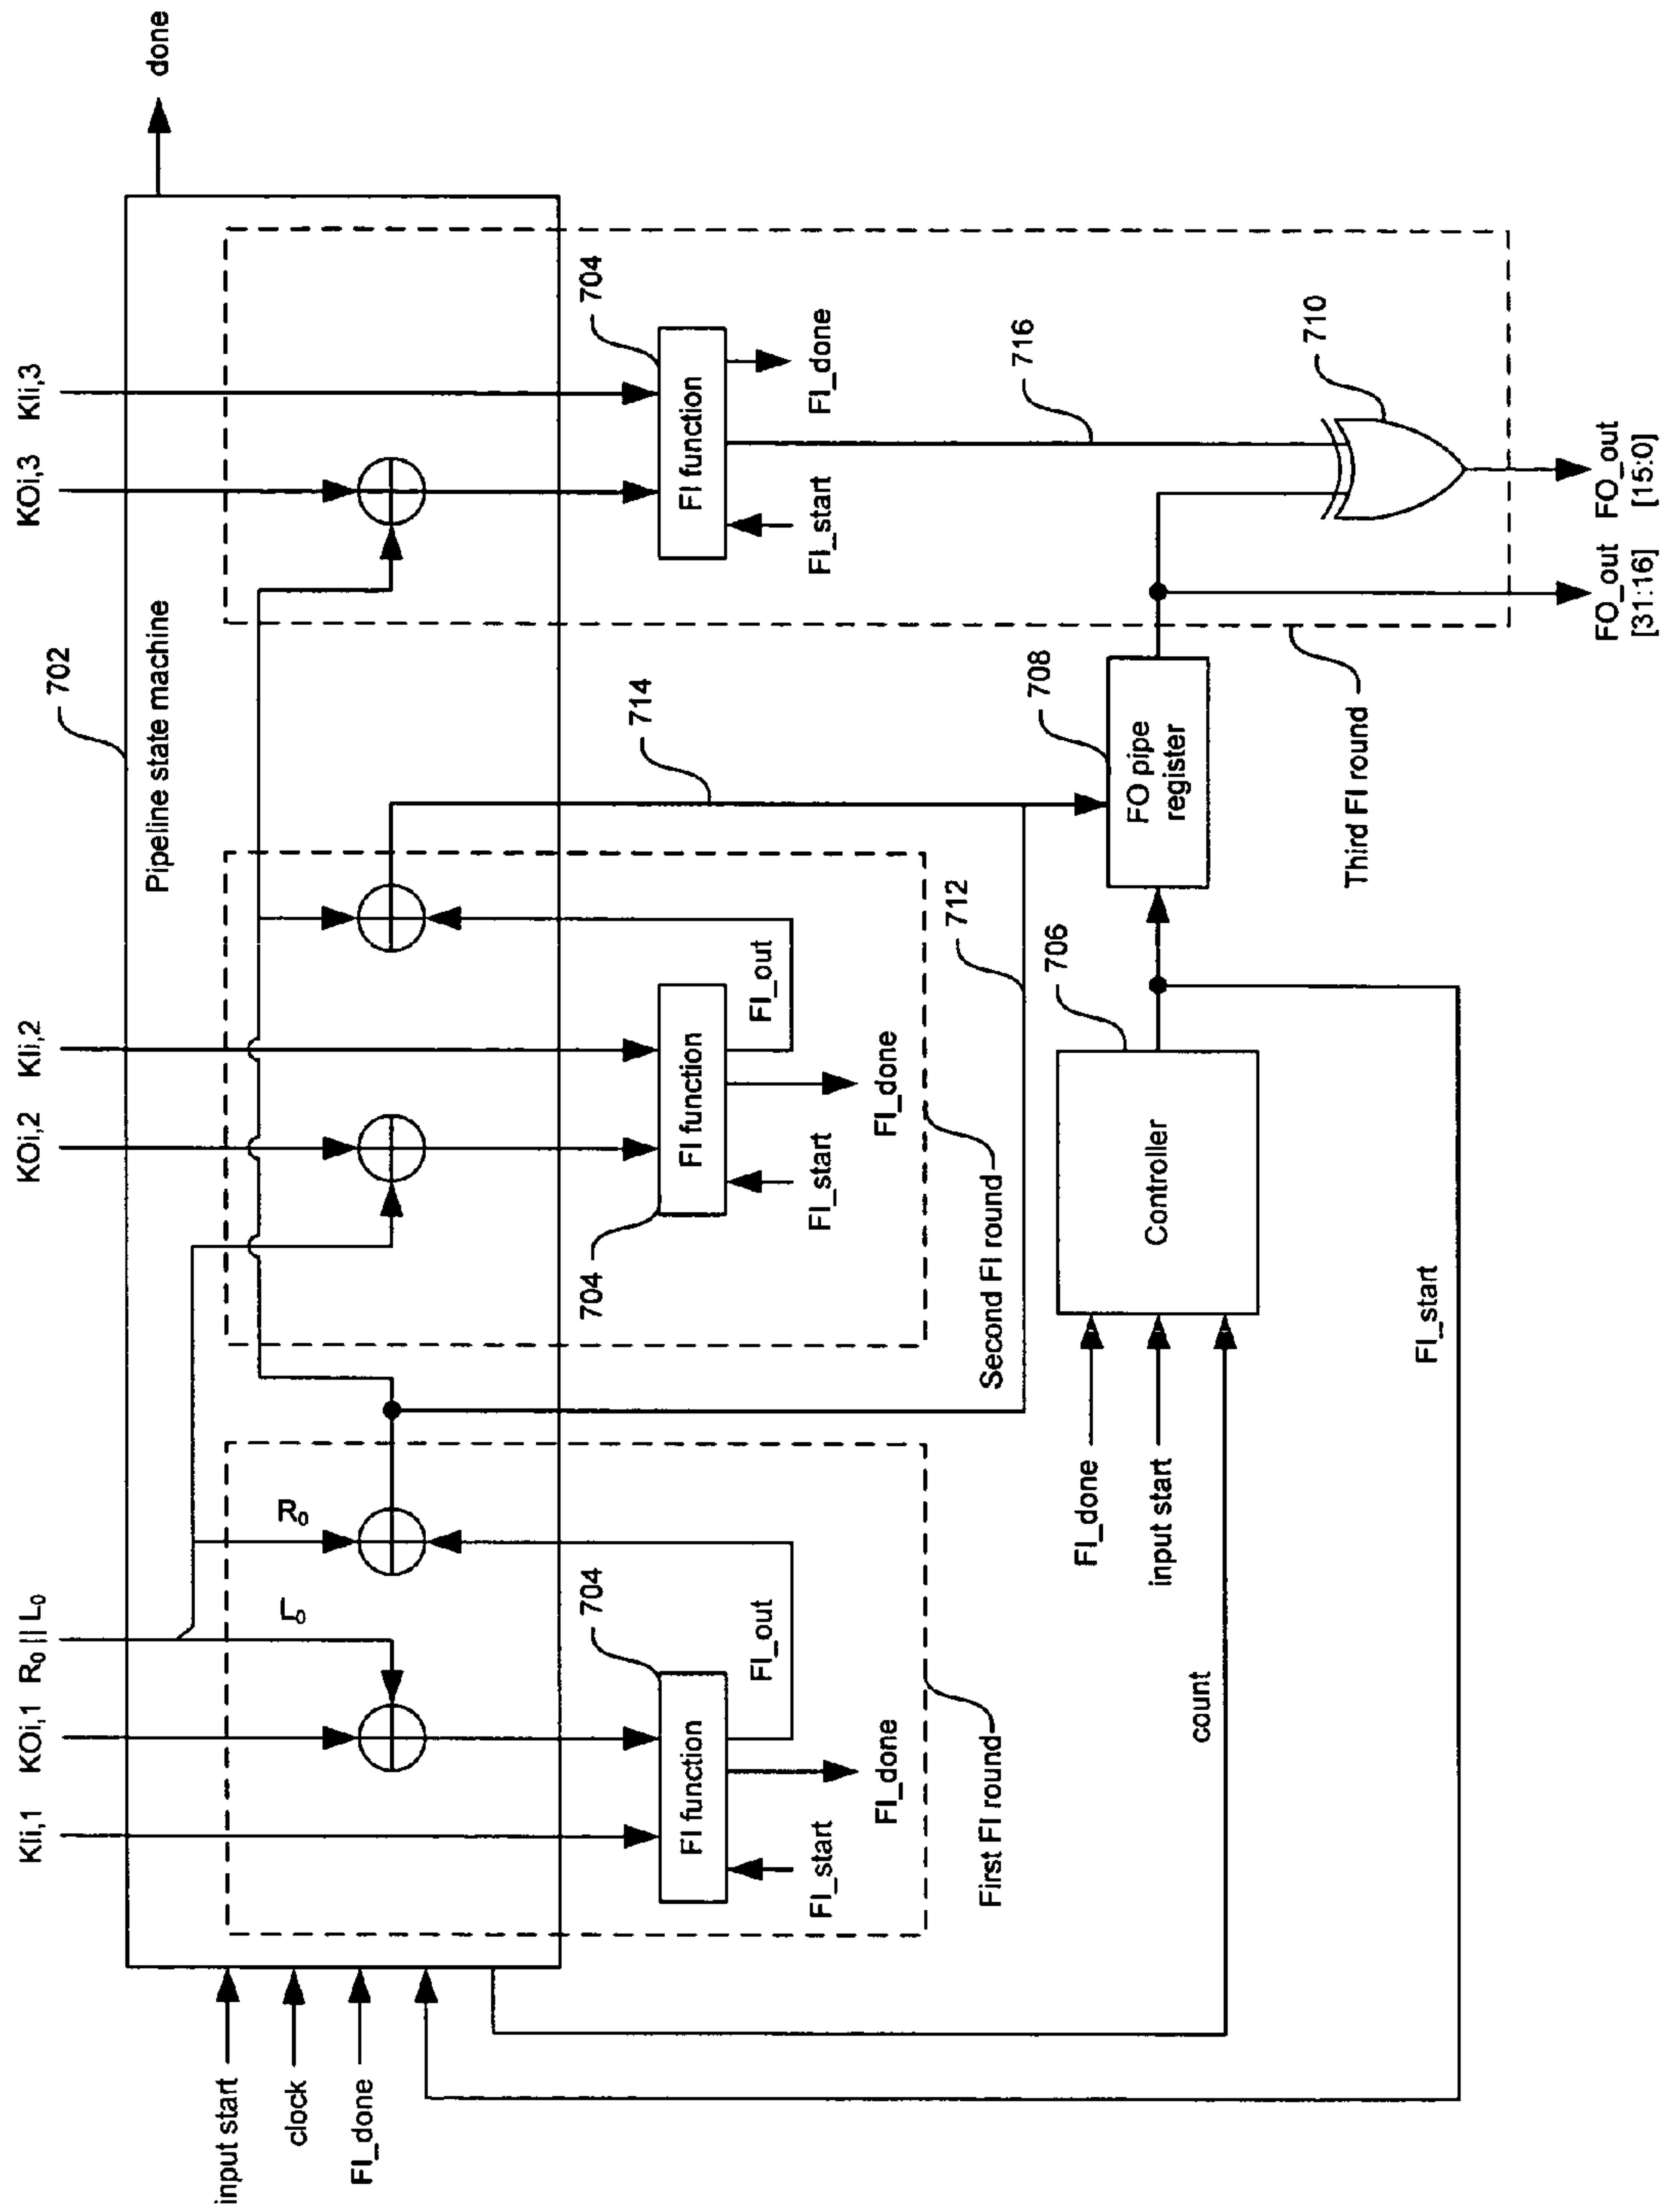 KIi,1 KOi,1 R₀ || L₀ KOi,2 KIi,2 KOi,3 KIi,3
702
Pipeline state machine
done
input start
clock
FI_done
L₀
R₀
704
704
704
FI function
FI function
FI function
FI_out
FI_out
FI_start
FI_start
FI_start
FI_done
714
FI_done
FI_done
First FI round
Second FI round
712
716
708
706
FI_done
input start
count
Controller
FO pipe
register
710
Third FI round
FI_start
FO_out
[31:16]
FO_out
[15:0]